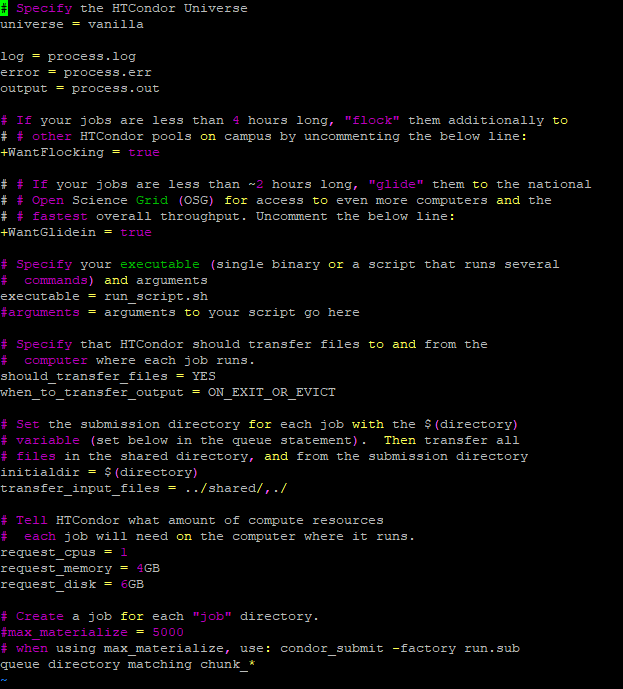 # Specify the HTCondor Universe
universe = vanilla
log = process.log
error = process.err
output = process.out
# If your jobs are less than 4 hours long, "flock" them additionally to
# # other HTCondor pools on campus by uncommenting the below line:
+WantFlocking = true
# # If your jobs are less than ~2 hours long, "glide" them to the national
# # Open Science Grid (OSG) for access to even more computers and the
# # fastest overall throughput. Uncomment the below line:
+WantGlidein = true
# Specify your executable (single binary or a script that runs several
#  commands) and arguments
executable = run_script.sh
#arguments = arguments to your script go here
# Specify that HTCondor should transfer files to and from the
#  computer where each job runs.
should_transfer_files = YES
when_to_transfer_output = ON_EXIT_OR_EVICT
# Set the submission directory for each job with the $(directory)
# variable (set below in the queue statement).  Then transfer all
# files in the shared directory, and from the submission directory
initialdir = $(directory)
transfer_input_files = ../shared/,./
# Tell HTCondor what amount of compute resources
#  each job will need on the computer where it runs.
request_cpus = 1
request_memory = 4GB
request_disk = 6GB
# Create a job for each "job" directory.
#max_materialize = 5000
# when using max_materialize, use: condor_submit -factory run.sub
queue directory matching chunk_*
~